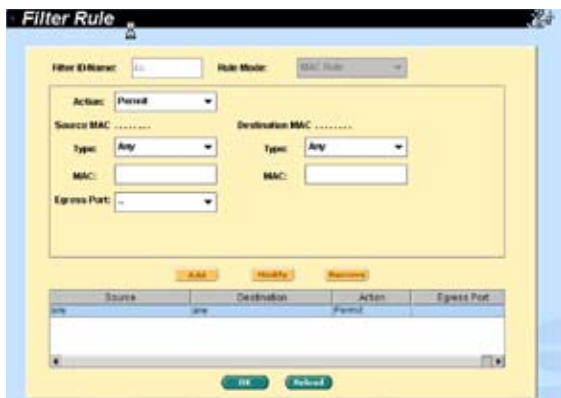 Filter Rule
Filter ID/Name:
Rule Mode: MAC Rule
Action: Permit
Source MAC ........ Destination MAC ........
Type: Any Type: Any
MAC: MAC:
Egress Port: --
Add Modify Remove
Source Destination Action Egress Port
any any Permit
OK Reload